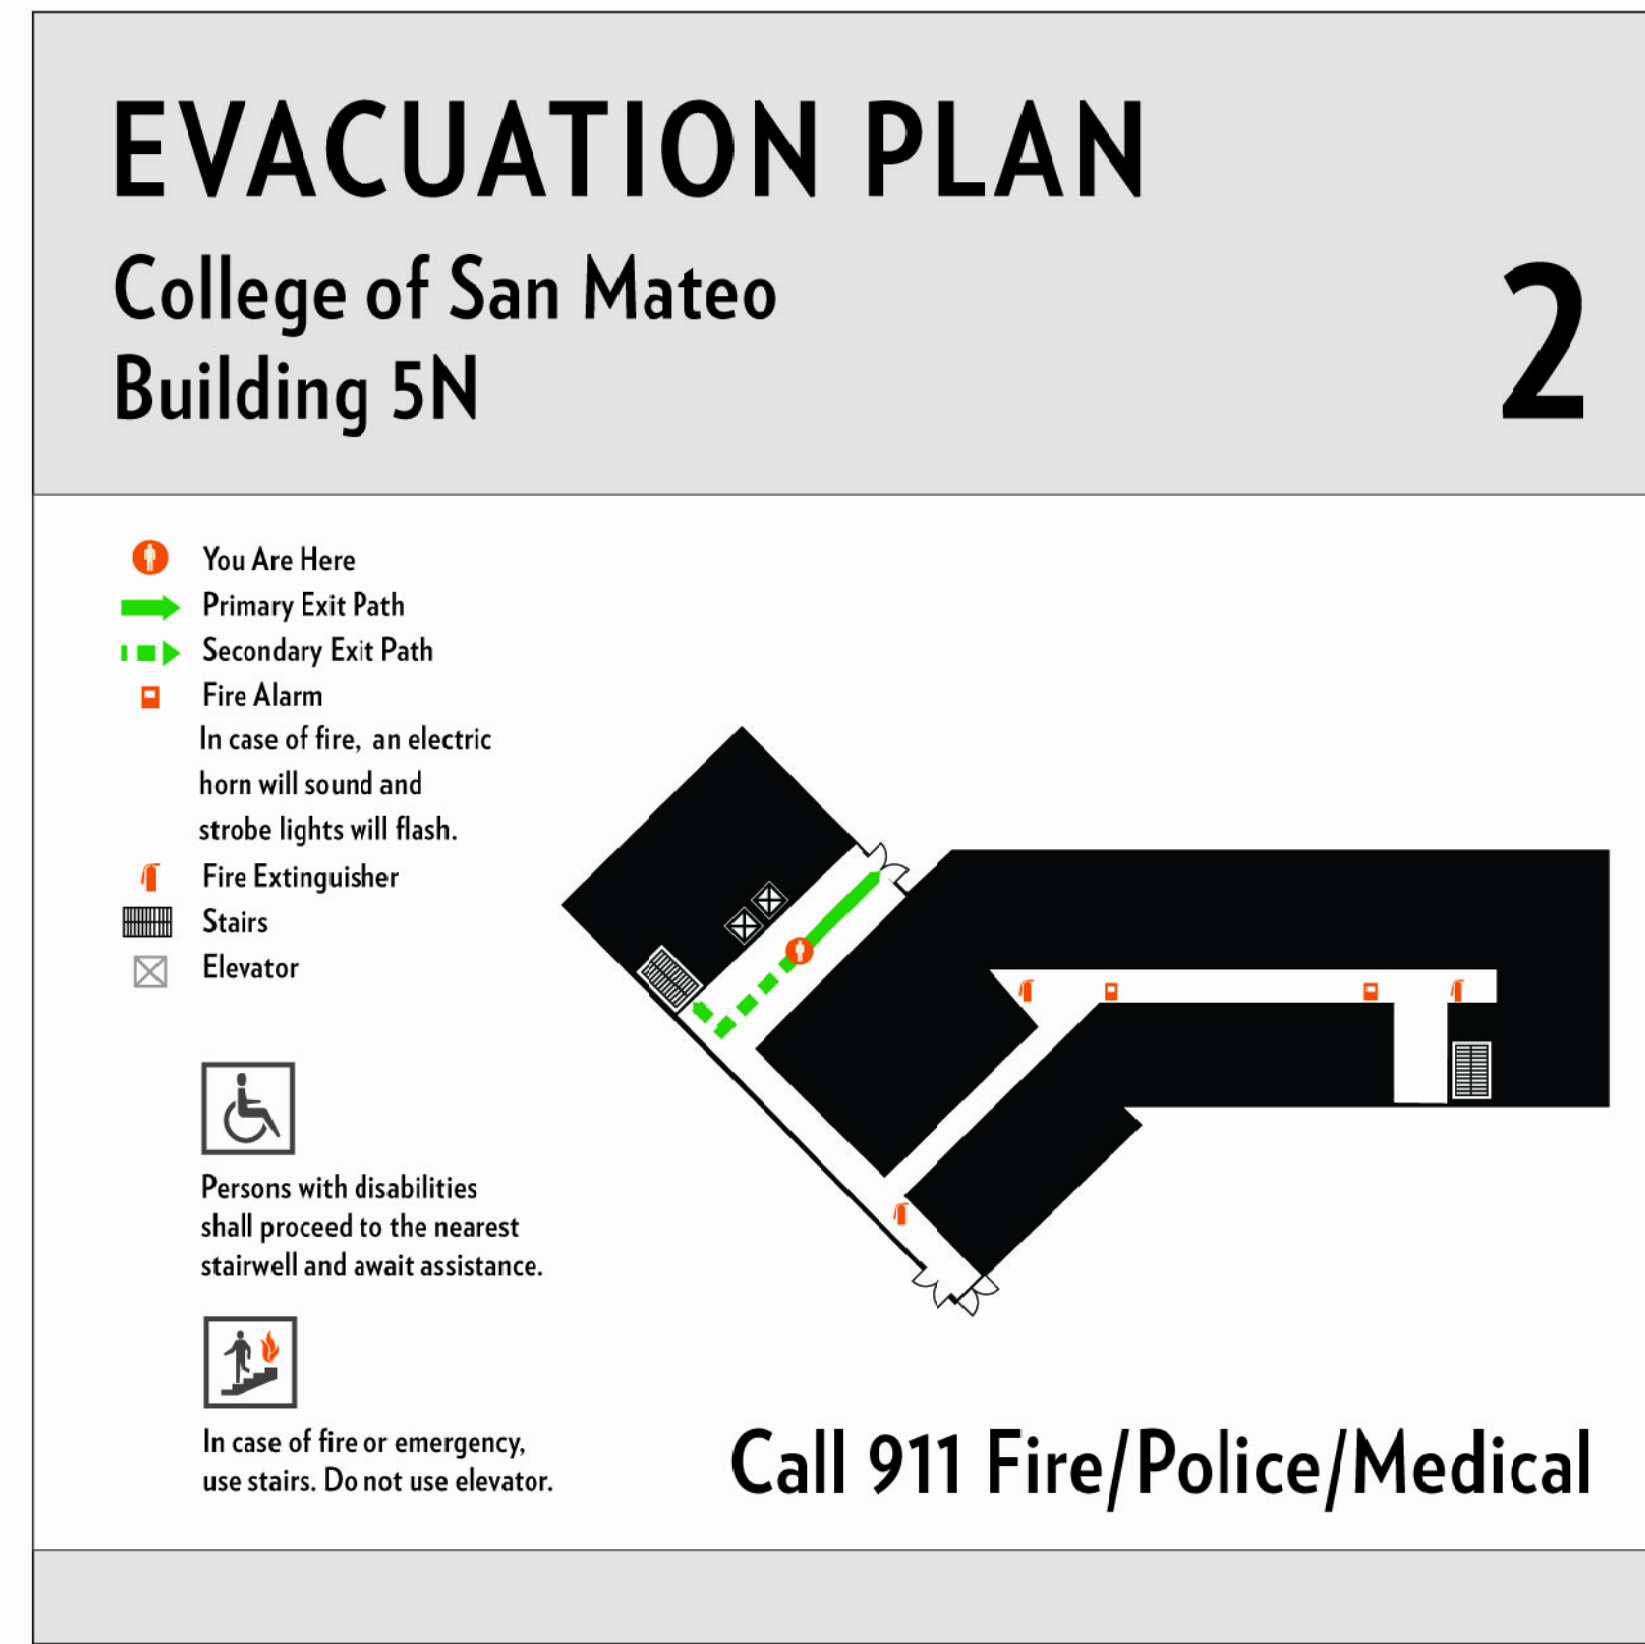 EVACUATION PLAN
College of San Mateo
Building 5N
2
You Are Here
Primary Exit Path
Secondary Exit Path
Fire Alarm
In case of fire, an electric
horn will sound and
strobe lights will flash.
Fire Extinguisher
Stairs
Elevator
Persons with disabilities
shall proceed to the nearest
stairwell and await assistance.
In case of fire or emergency,
use stairs. Do not use elevator.
Call 911 Fire/Police/Medical